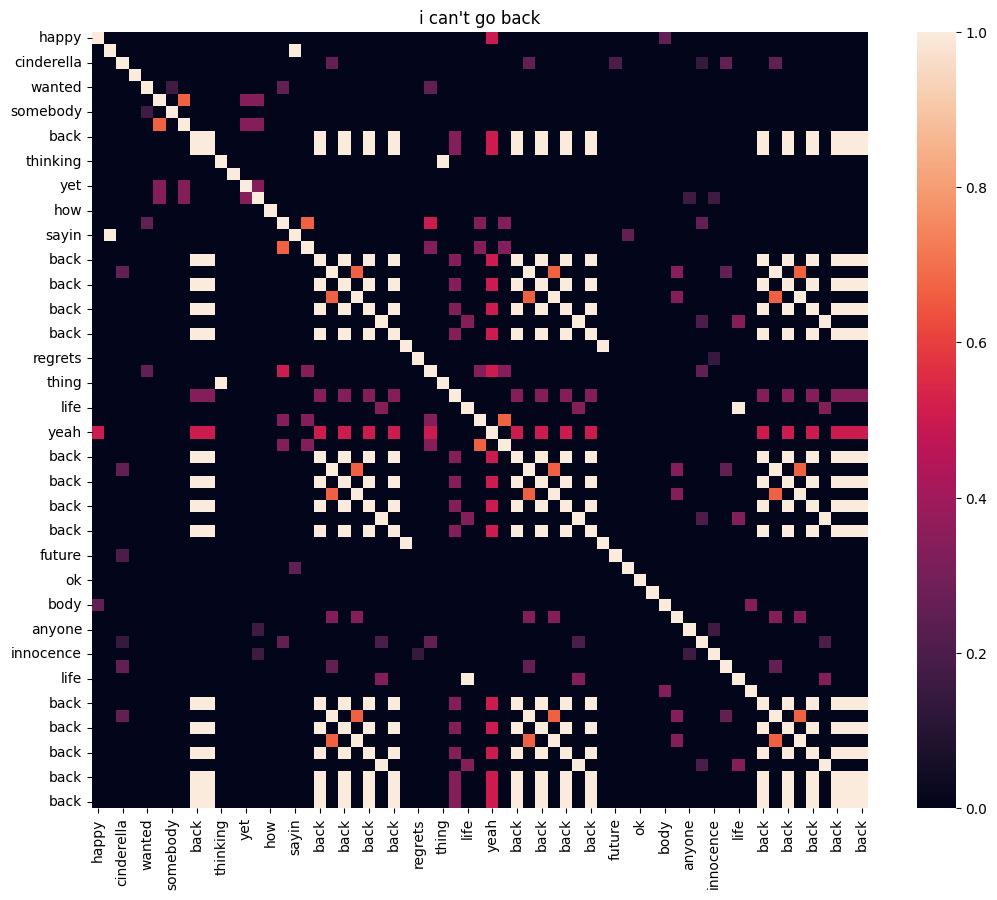 i can't go back
happy
cinderella
wanted
somebody
back
thinking
yet
how
sayin
back
back
back
back
regrets
thing
life
yeah
back
back
back
back
future
ok
body
anyone
innocence
life
back
back
back
back
back
happy
cinderella
wanted
somebody
back
thinking
yet
how
sayin
back
back
back
back
regrets
thing
life
yeah
back
back
back
back
future
ok
body
anyone
innocence
life
back
back
back
back
back
1.0
0.8
0.6
0.4
0.2
0.0